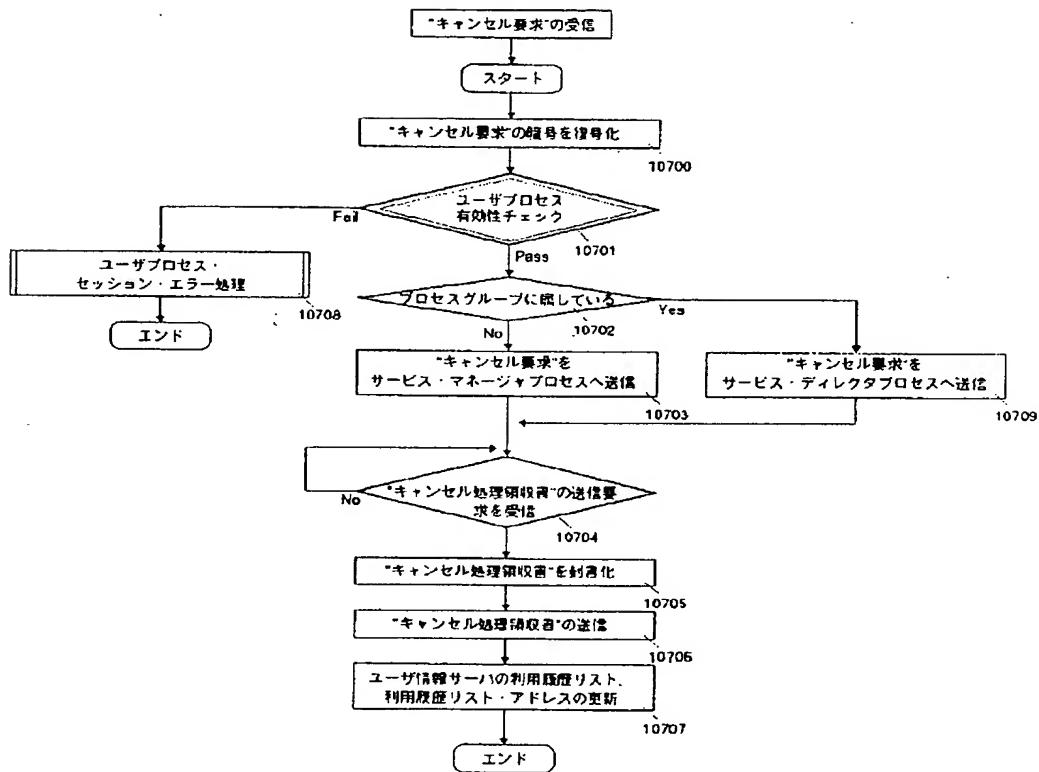 "キャンセル要求"の受信
スタート
"キャンセル要求"の暗号を復号化
10700
ユーザプロセス
有効性チェック
10701
Fail
Pass
ユーザプロセス・
セッション・エラー処理
10708
エンド
プロセスグループに属している
10702
Yes
No
"キャンセル要求"を
サービス・マネージャプロセスへ送信
10703
"キャンセル要求"を
サービス・ディレクタプロセスへ送信
10709
"キャンセル処理領収書"の送信要
求を受信
10704
No
"キャンセル処理領収書"を封書化
10705
"キャンセル処理領収書"の送信
10706
ユーザ情報サーバの利用履歴リスト、
利用履歴リスト・アドレスの更新
10707
エンド